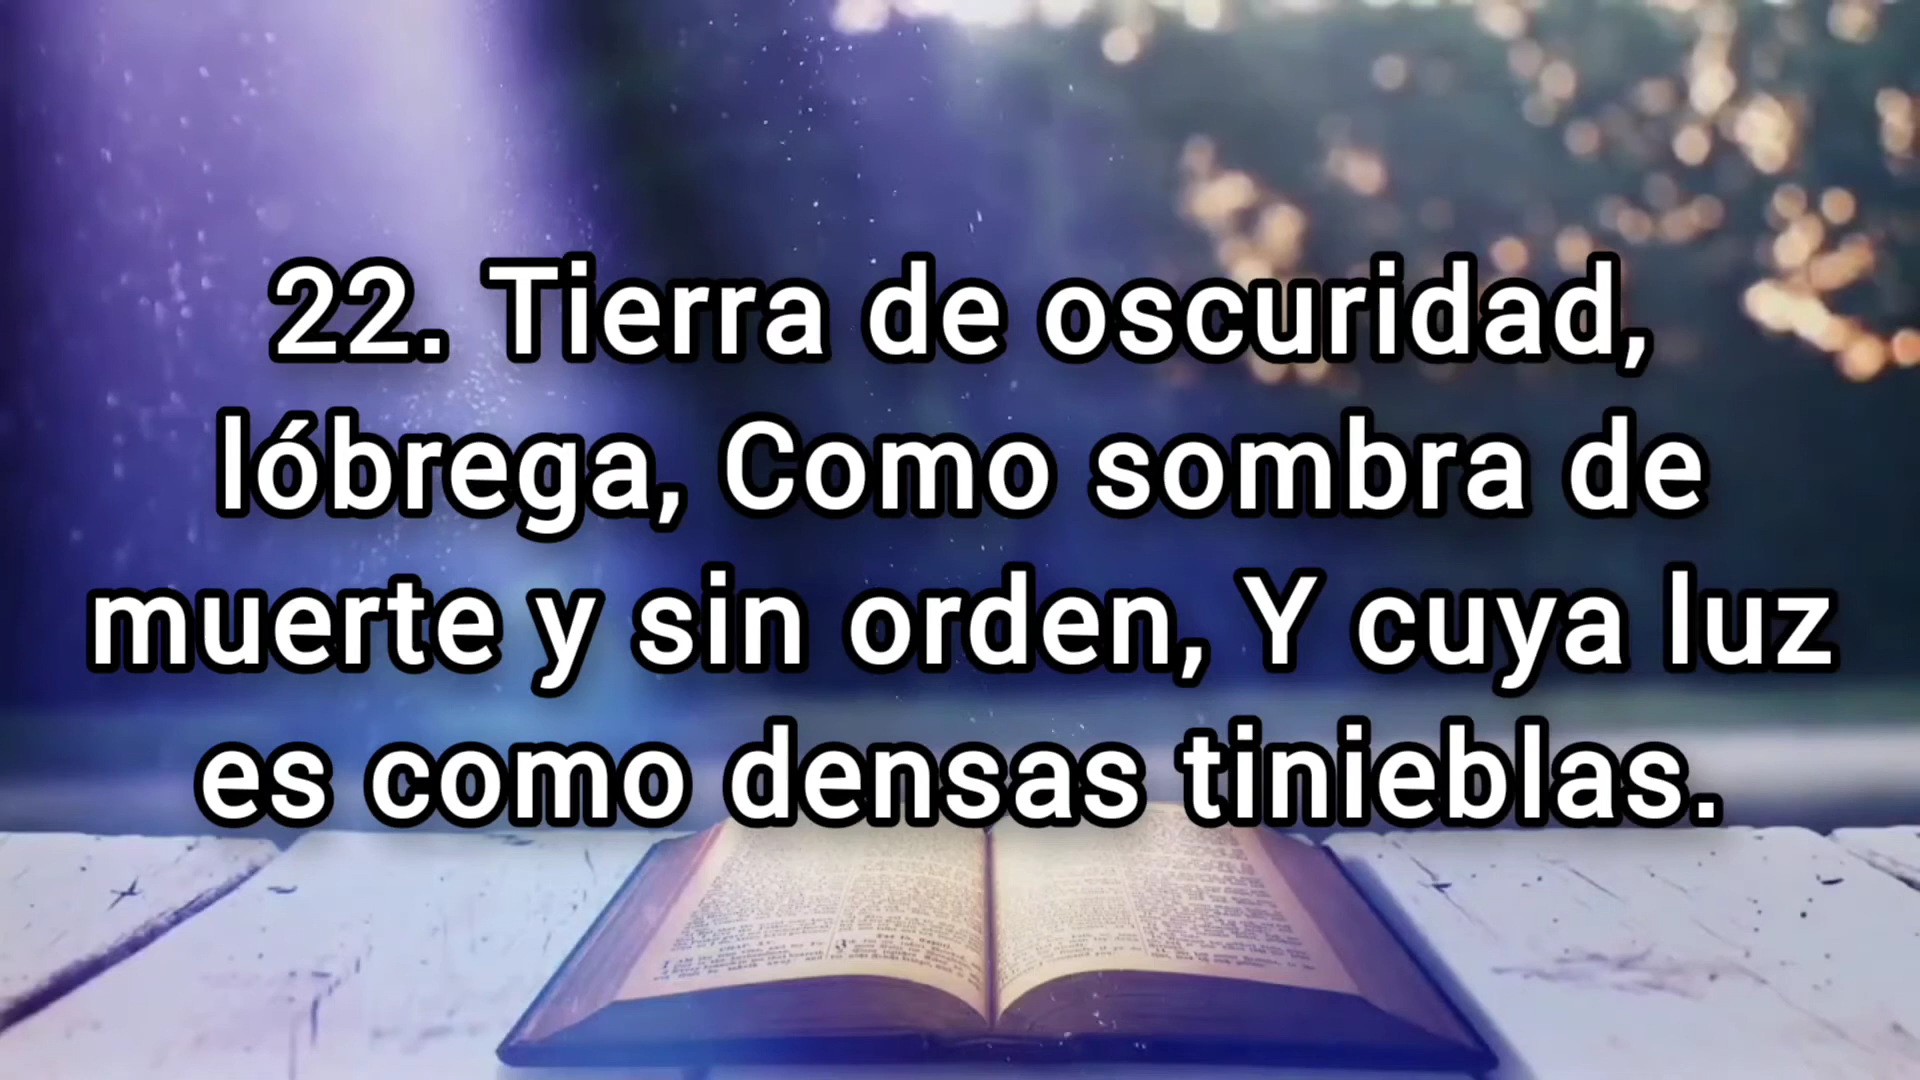 22. Tierra de oscuridad,
lóbrega, Como sombra de
muerte y sin orden, Y cuya luz
es como densas tinieblas.